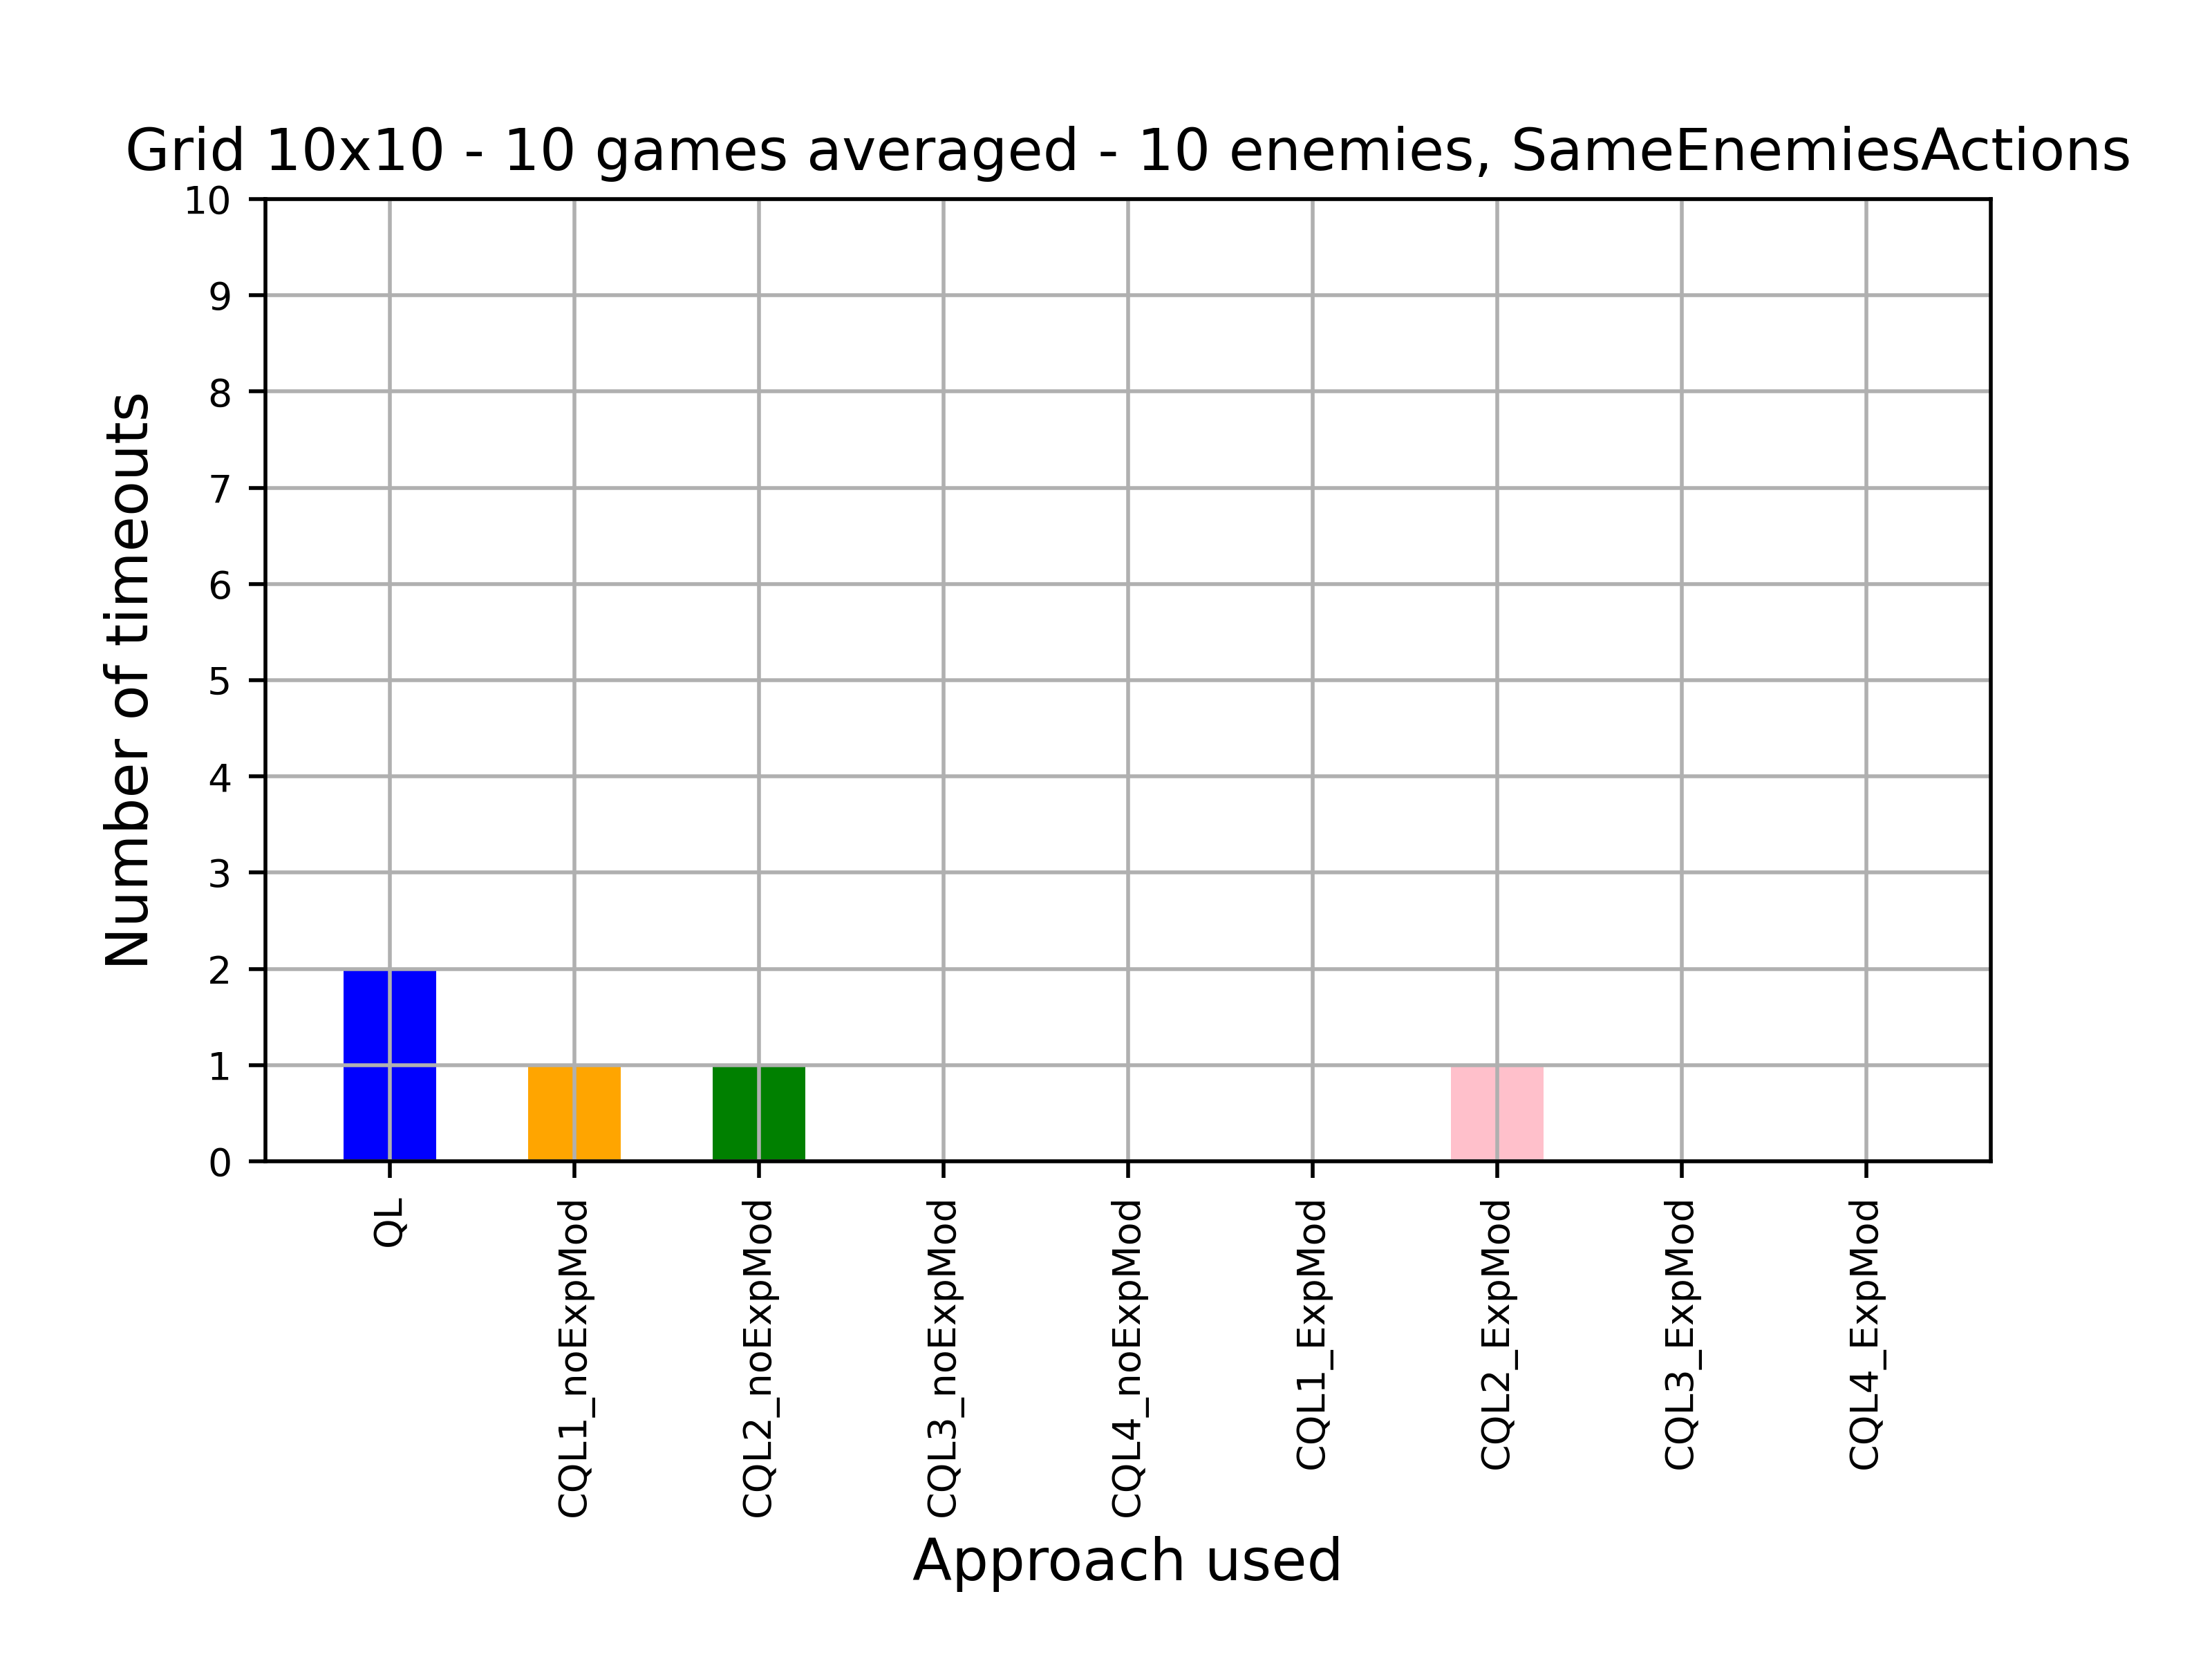 Grid 10x10 - 10 games averaged - 10 enemies, SameEnemiesActions
Number of timeouts
10
9
8
7
6
5
4
3
2
1
0
QL
CQL1_noExpMod
CQL2_noExpMod
CQL3_noExpMod
CQL4_noExpMod
CQL1_ExpMod
CQL2_ExpMod
CQL3_ExpMod
CQL4_ExpMod
Approach used